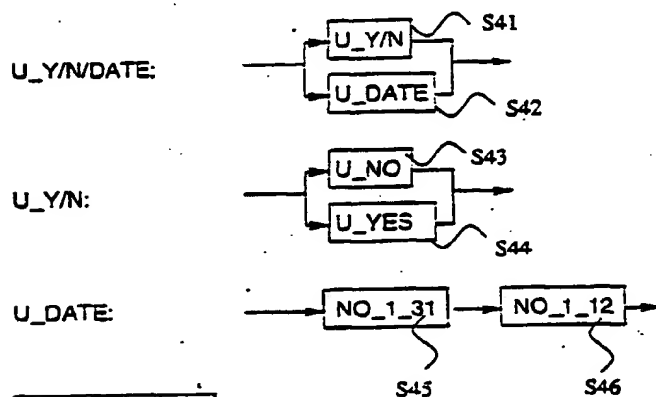 U_Y/N S41
U_Y/N/DATE:
U_DATE
S42
U_NO S43
U_Y/N:
U_YES
S44
U_DATE: NO_1_31 NO_1_12
S45 S46